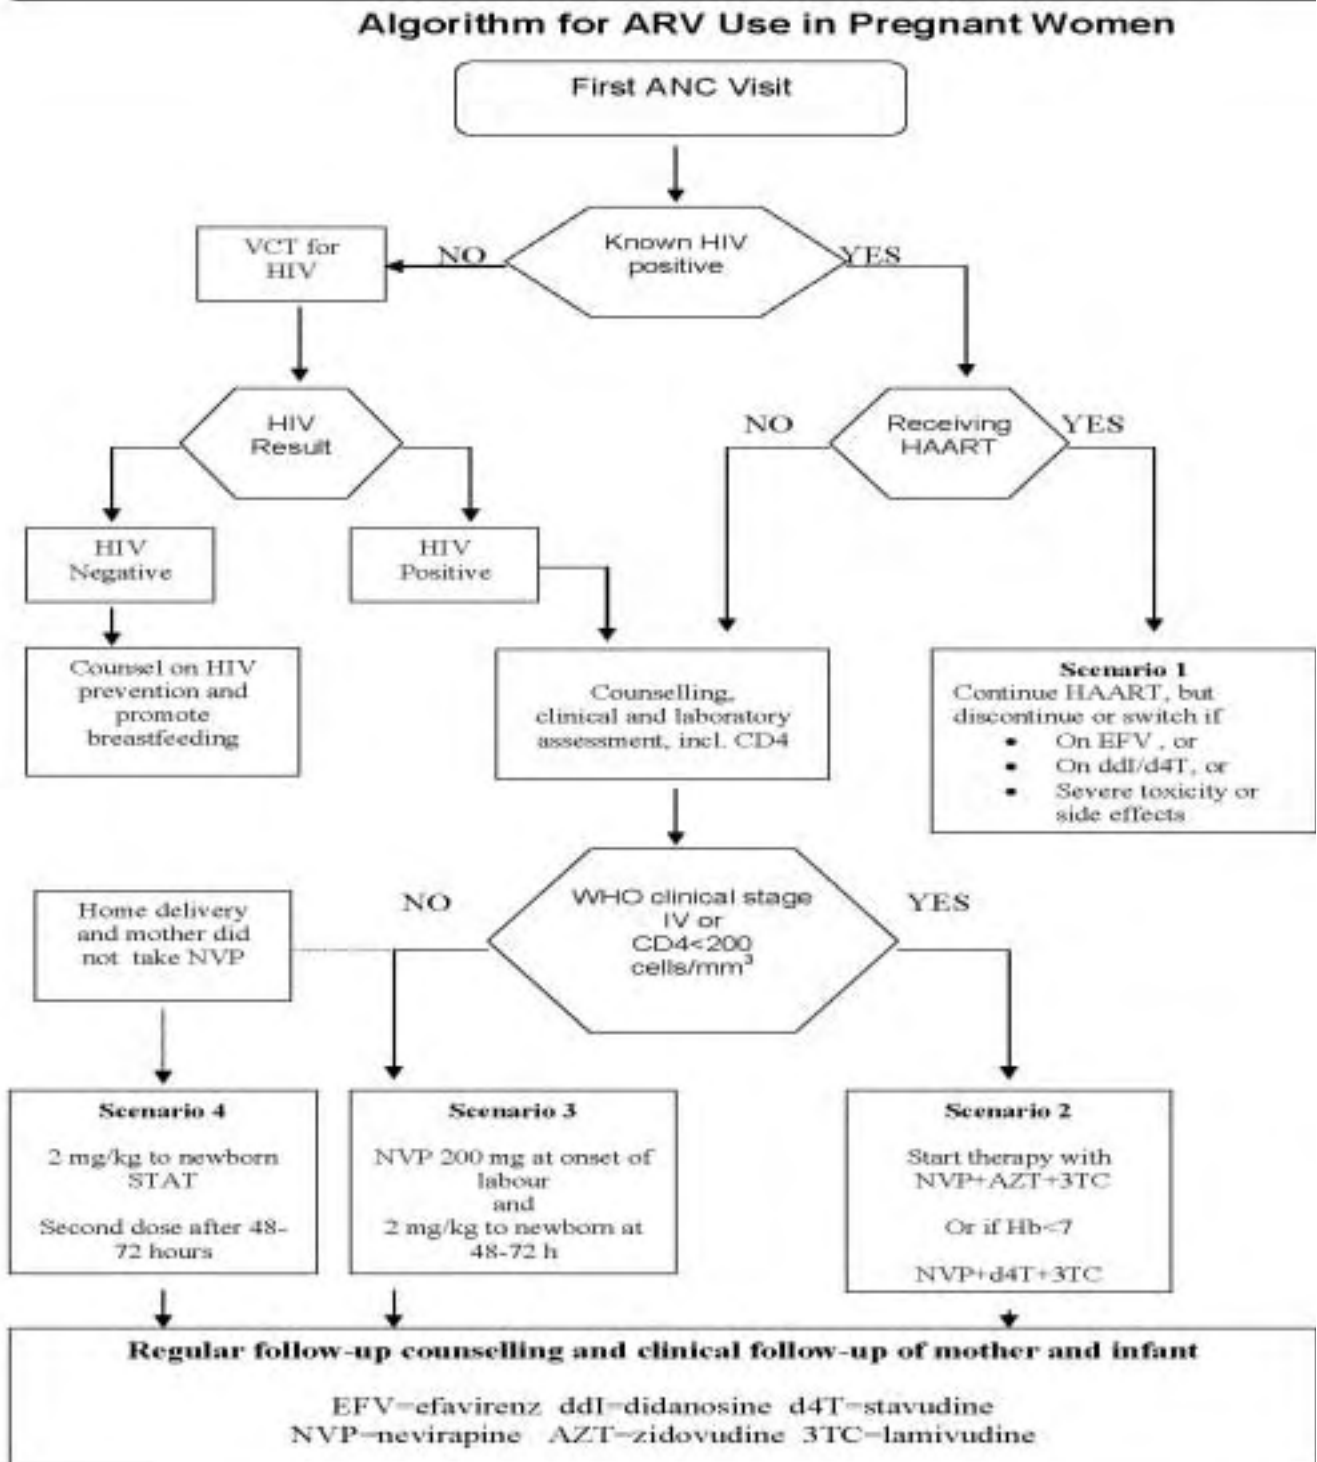 Algorithm for ARV Use in Pregnant Women
First ANC Visit
Known HIV
positive
NO
YES
VCT for
HIV
HIV
Result
Receiving
HAART
NO
YES
HIV
Negative
HIV
Positive
Counsel on HIV
prevention and
promote
breastfeeding
Counselling,
clinical and laboratory
assessment, incl. CD4
Scenario 1
Continue HAART, but
discontinue or switch if
• On EFV , or
• On ddI/d4T, or
• Severe toxicity or
side effects
WHO clinical stage
IV or
CD4<200
cells/mm³
NO
YES
Home delivery
and mother did
not take NVP
Scenario 4
2 mg/kg to newborn
STAT
Second dose after 48-
72 hours
Scenario 3
NVP 200 mg at onset of
labour
and
2 mg/kg to newborn at
48-72 h
Scenario 2
Start therapy with
NVP+AZT+3TC
Or if Hb<7
NVP+d4T+3TC
Regular follow-up counselling and clinical follow-up of mother and infant
EFV=efavirenz ddI=didanosine d4T=stavudine
NVP=nevirapine AZT=zidovudine 3TC=lamivudine